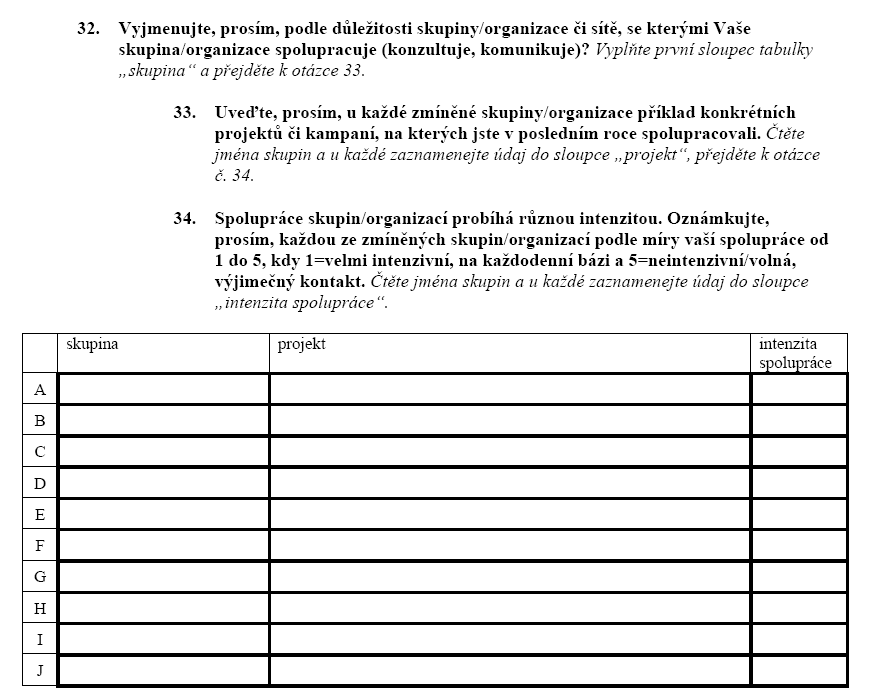 32. Vyjmenujte, prosím, podle důležitosti skupiny/organizace či sítě, se kterými Vaše
skupina/organizace spolupracuje (konzultuje, komunikuje)? Vyplňte první sloupec tabulky
„skupina“ a přejděte k otázce 33.
33. Uveďte, prosím, u každé zmíněné skupiny/organizace příklad konkrétních
projektů či kampaní, na kterých jste v posledním roce spolupracovali. Čtěte
jména skupin a u každé zaznamenejte údaj do sloupce „projekt“, přejděte k otázce
č. 34.
34. Spolupráce skupin/organizací probíhá různou intenzitou. Oznámkujte,
prosím, každou ze zmíněných skupin/organizací podle míry vaší spolupráce od
1 do 5, kdy 1=velmi intenzivní, na každodenní bázi a 5=neintenzivní/volná,
výjimečný kontakt. Čtěte jména skupin a u každé zaznamenejte údaj do sloupce
„intenzita spolupráce“.
skupina projekt intenzita
spolupráce
A
B
C
D
E
F
G
H
I
J